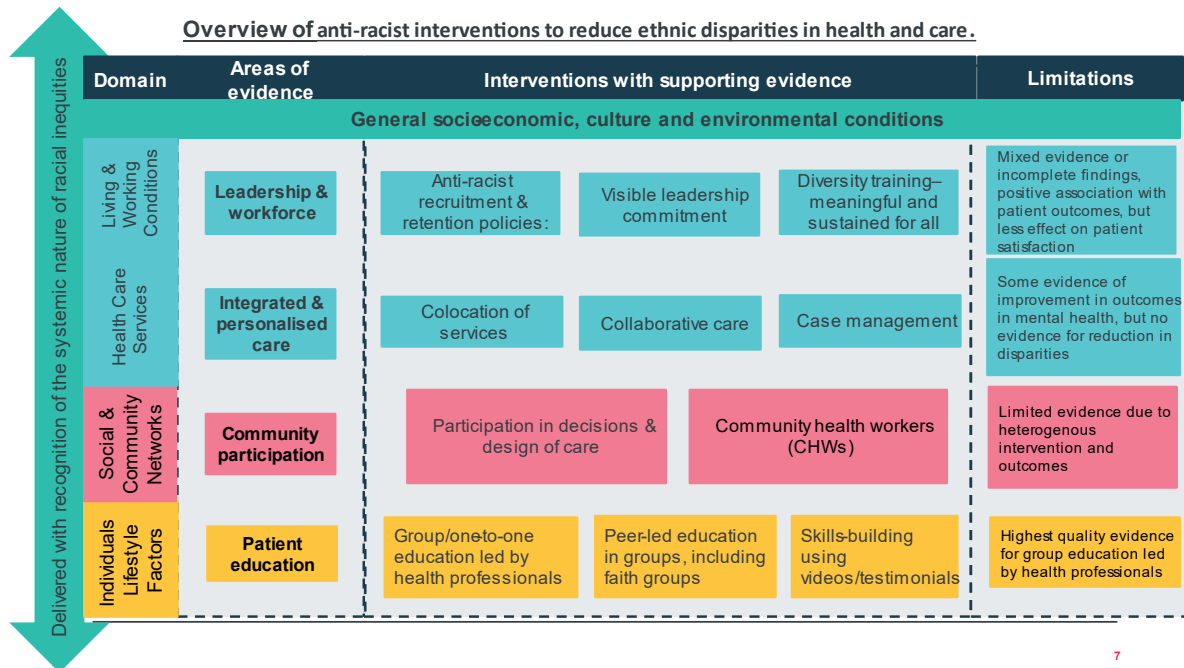 Overview of anti-racist interventions to reduce ethnic disparities in health and care.
Delivered with recognition of the systemic nature of racial inequities
Domain
Areas of
evidence
Interventions with supporting evidence
Limitations
General socio-economic, culture and environmental conditions
Living &
Working
Conditions
Leadership &
workforce
Anti-racist
recruitment &
retention policies:
Visible leadership
commitment
Diversity training–
meaningful and
sustained for all
Mixed evidence or
incomplete findings,
positive association with
patient outcomes, but
less effect on patient
satisfaction
Health Care
Services
Integrated &
personalised
care
Colocation of
services
Collaborative care
Case management
Some evidence of
improvement in outcomes
in mental health, but no
evidence for reduction in
disparities
Social &
Community
Networks
Community
participation
Participation in decisions &
design of care
Community health workers
(CHWs)
Limited evidence due to
heterogenous
intervention and
outcomes
Individuals
Lifestyle
Factors
Patient
education
Group/one-to-one
education led by
health professionals
Peer-led education
in groups, including
faith groups
Skills-building
using
videos/testimonials
Highest quality evidence
for group education led
by health professionals
7